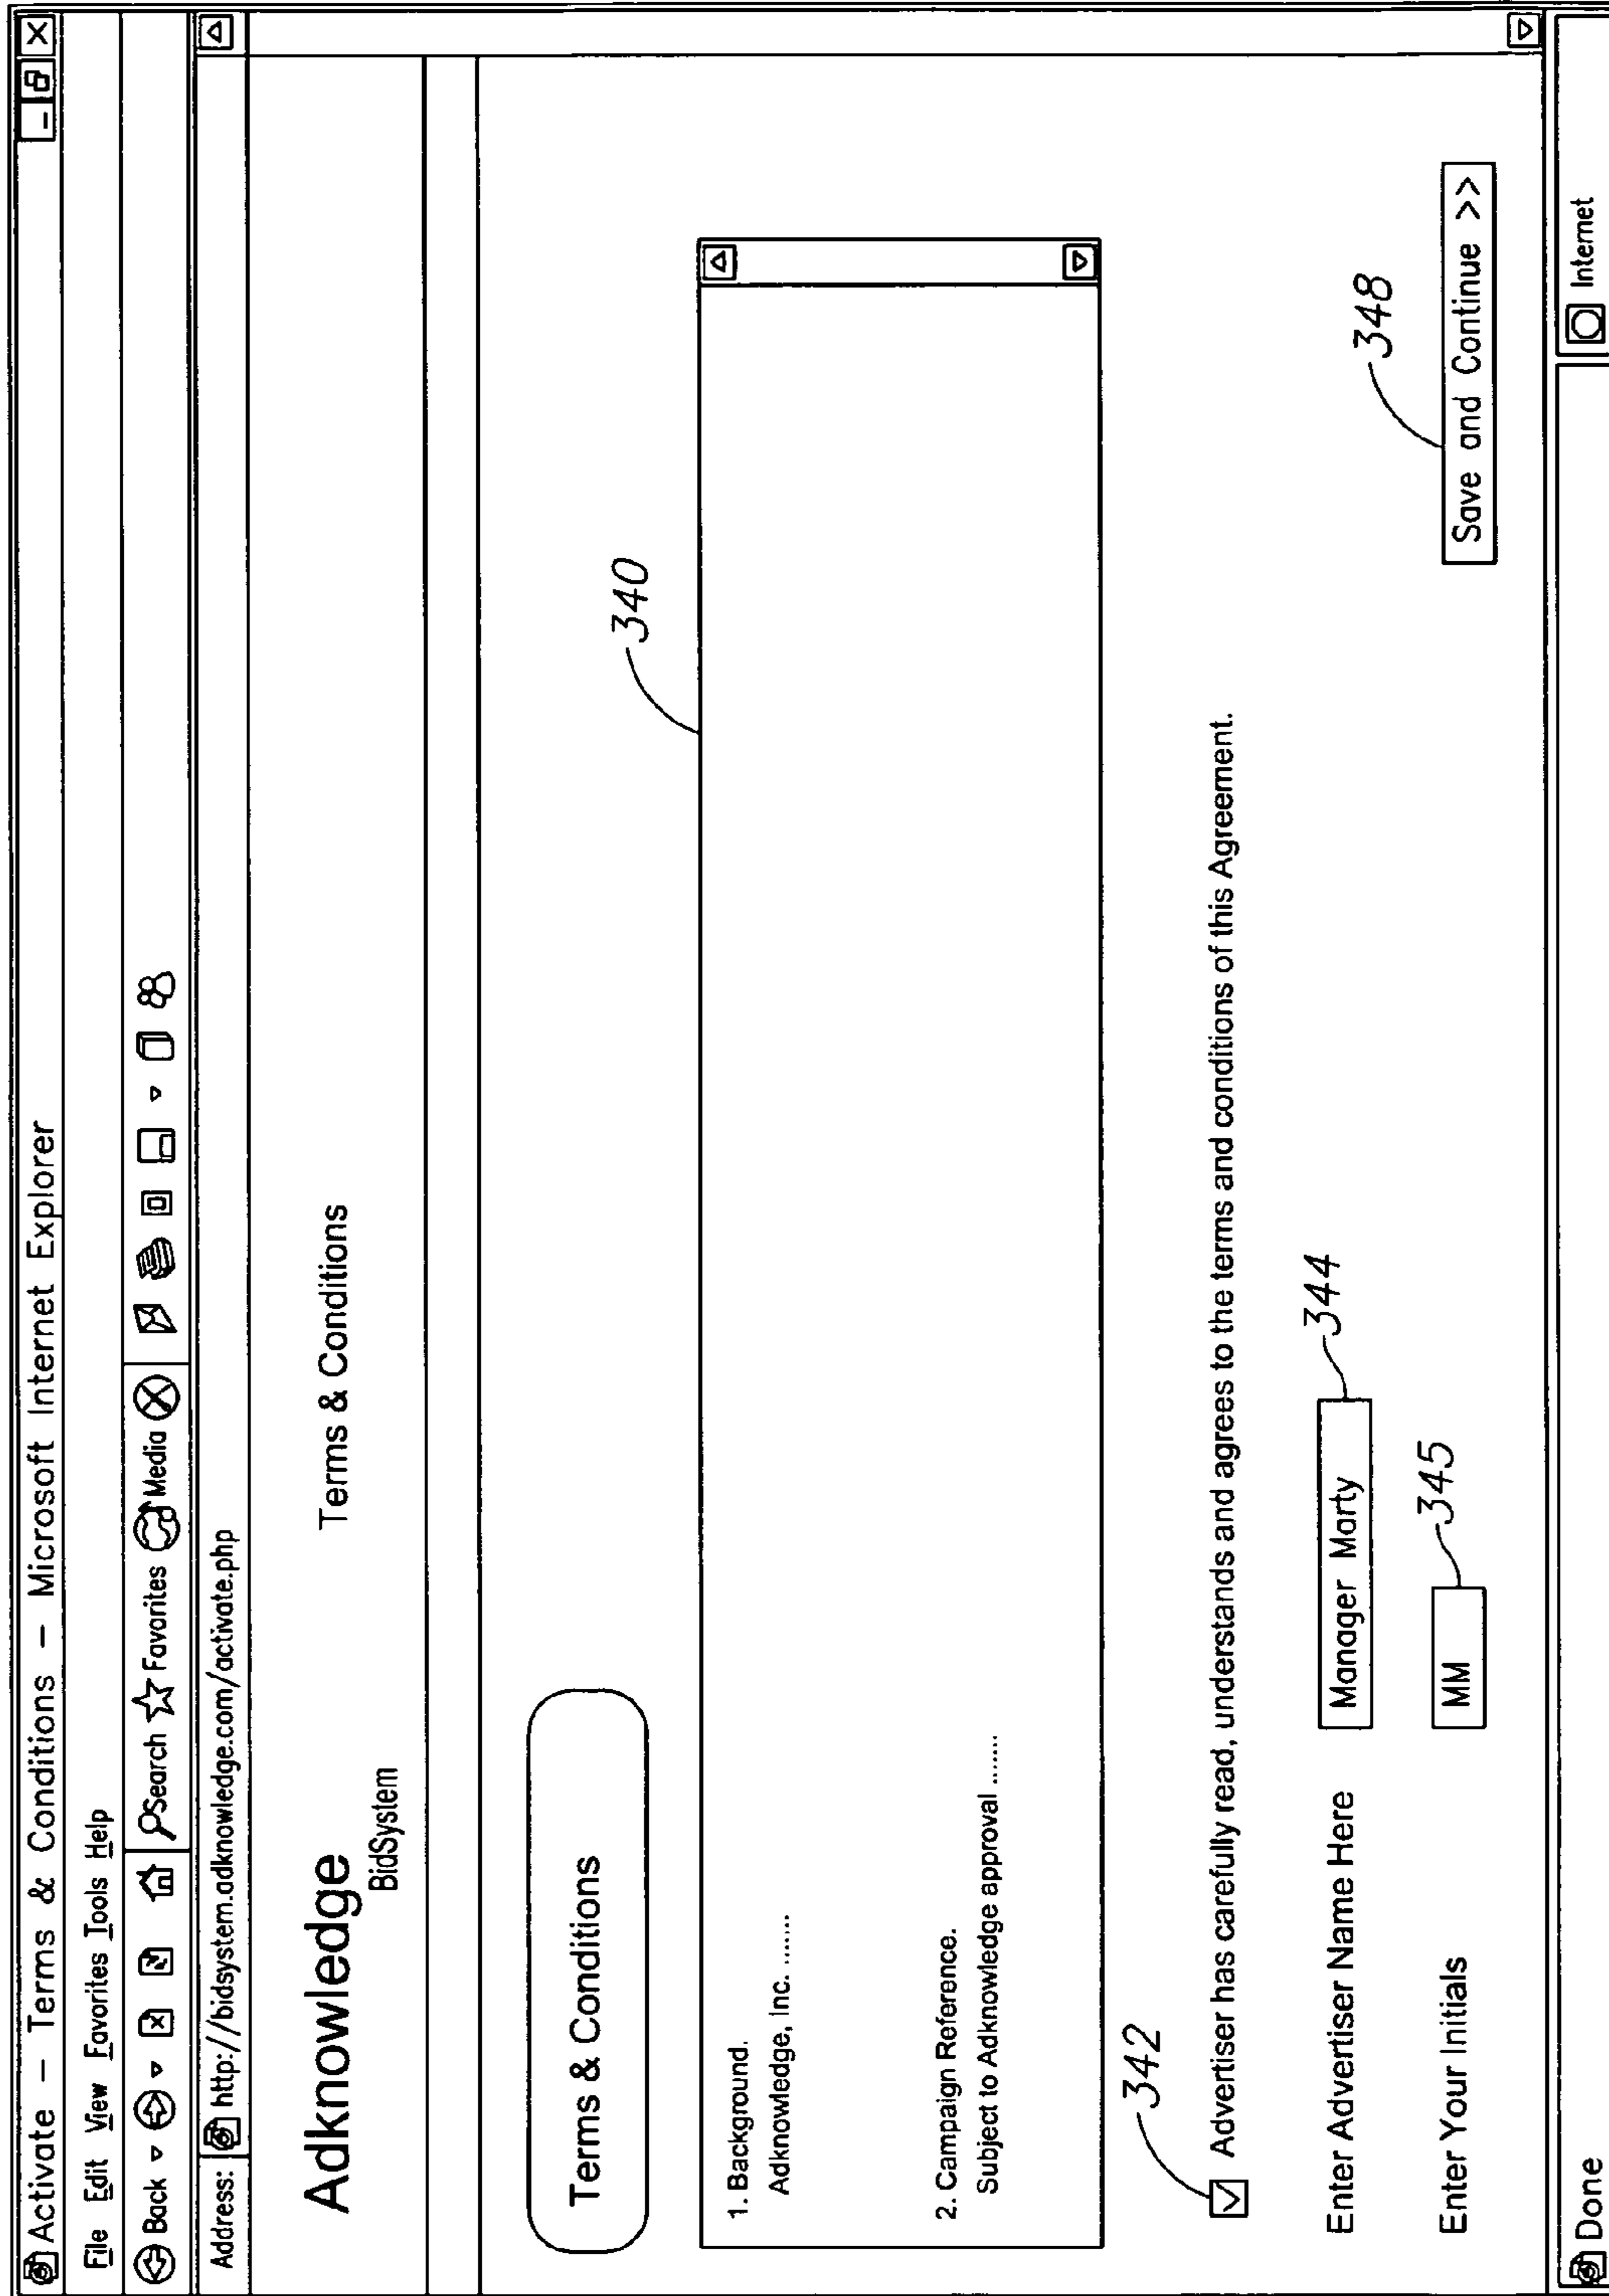 Activate – Terms & Conditions – Microsoft Internet Explorer
File Edit View Favorites Tools Help
Back Search Favorites Media
Address: http://bidsystem.adknowledge.com/activate.php
Adknowledge Terms & Conditions
BidSystem
Terms & Conditions
340
1. Background.
Adknowledge, Inc. .......
2. Campaign Reference.
Subject to Adknowledge approval .......
342
Advertiser has carefully read, understands and agrees to the terms and conditions of this Agreement.
Enter Advertiser Name Here Manager Marty 344
Enter Your Initials MM 345
348
Save and Continue >>
Done Internet